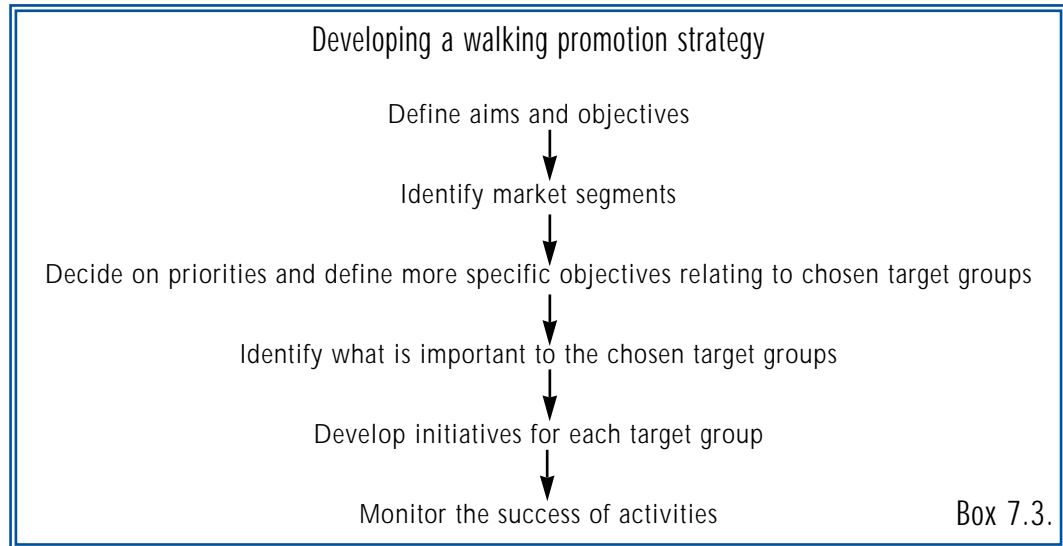 Developing a walking promotion strategy
Define aims and objectives
Identify market segments
Decide on priorities and define more specific objectives relating to chosen target groups
Identify what is important to the chosen target groups
Develop initiatives for each target group
Monitor the success of activities
Box 7.3.